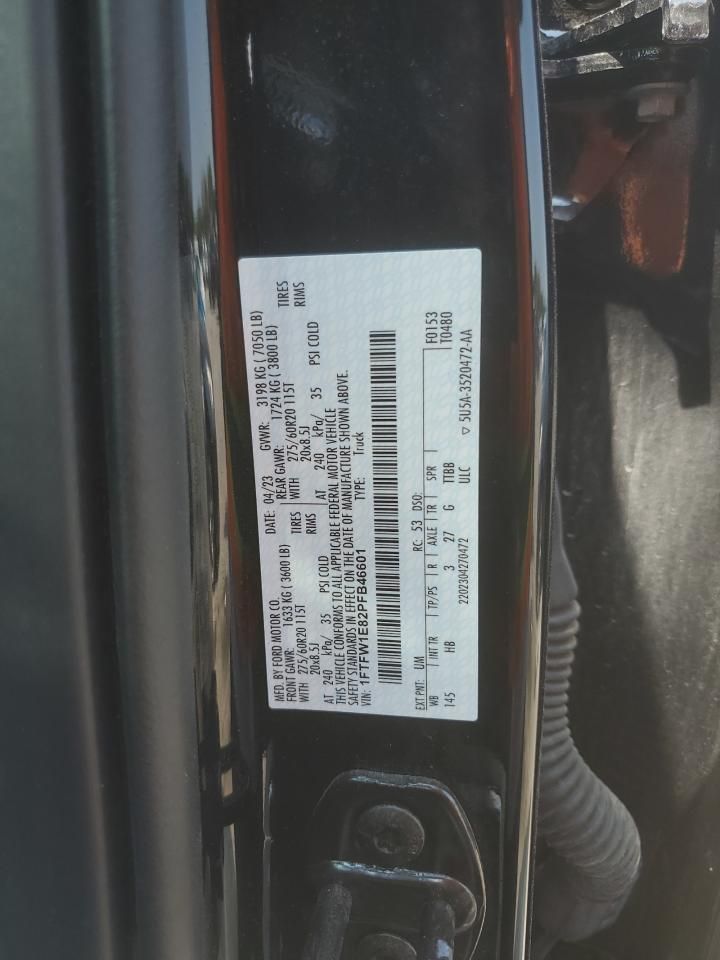 MFD. BY FORD MOTOR CO.
DATE: 04/23 GVWR: 3198 KG ( 7050 LB)
FRONT GAWR: 1633 KG ( 3600 LB) REAR GAWR: 1724 KG ( 3800 LB)
WITH 275/60R20 115T TIRES WITH 275/60R20 115T TIRES
20x8.5J RIMS 20x8.5J RIMS
AT 240 kPa/ 35 PSI COLD AT 240 kPa/ 35 PSI COLD
THIS VEHICLE CONFORMS TO ALL APPLICABLE FEDERAL MOTOR VEHICLE
SAFETY STANDARDS IN EFFECT ON THE DATE OF MANUFACTURE SHOWN ABOVE.
VIN: 1FTFW1E82PFB46601 TYPE: Truck
EXT PNT: UM RC: 53 DSO: F0153
WB INT TR TP/PS R AXLE TR SPR T0480
145 HB 3 27 G TTBB
2202304270472 ULC ▽ 5U5A-3520472-AA